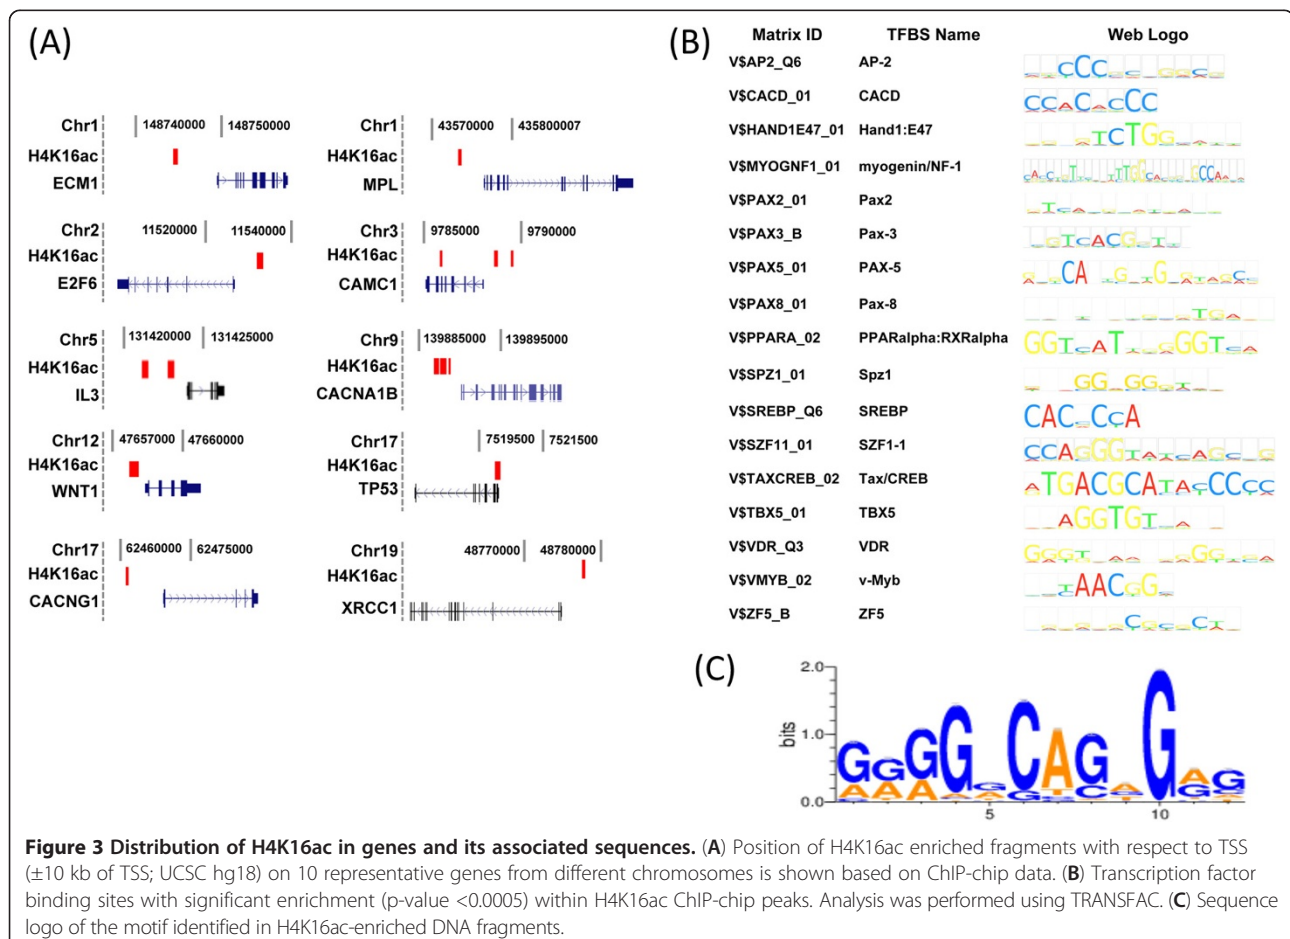 (A)
Chr1 148740000 148750000
H4K16ac
ECM1
Chr1 43570000 435800007
H4K16ac
MPL
Chr2 11520000 11540000
H4K16ac
E2F6
Chr3 9785000 9790000
H4K16ac
CAMC1
Chr5 131420000 131425000
H4K16ac
IL3
Chr9 139885000 139895000
H4K16ac
CACNA1B
Chr12 47657000 47660000
H4K16ac
WNT1
Chr17 7519500 7521500
H4K16ac
TP53
Chr17 62460000 62475000
H4K16ac
CACNG1
Chr19 48770000 48780000
H4K16ac
XRCC1
(B)
Matrix ID TFBS Name Web Logo
V$AP2_Q6 AP-2
V$CACD_01 CACD
V$HAND1E47_01 Hand1:E47
V$MYOGNF1_01 myogenin/NF-1
V$PAX2_01 Pax2
V$PAX3_B Pax-3
V$PAX5_01 PAX-5
V$PAX8_01 Pax-8
V$PPARA_02 PPARalpha:RXRalpha
V$SPZ1_01 Spz1
V$SREBP_Q6 SREBP
V$SZF11_01 SZF1-1
V$TAXCREB_02 Tax/CREB
V$TBX5_01 TBX5
V$VDR_Q3 VDR
V$VMYB_02 v-Myb
V$ZF5_B ZF5
(C)
2.0
1.0
0.0
bits
5 10
Figure 3 Distribution of H4K16ac in genes and its associated sequences. (A) Position of H4K16ac enriched fragments with respect to TSS
(±10 kb of TSS; UCSC hg18) on 10 representative genes from different chromosomes is shown based on ChIP-chip data. (B) Transcription factor
binding sites with significant enrichment (p-value <0.0005) within H4K16ac ChIP-chip peaks. Analysis was performed using TRANSFAC. (C) Sequence
logo of the motif identified in H4K16ac-enriched DNA fragments.